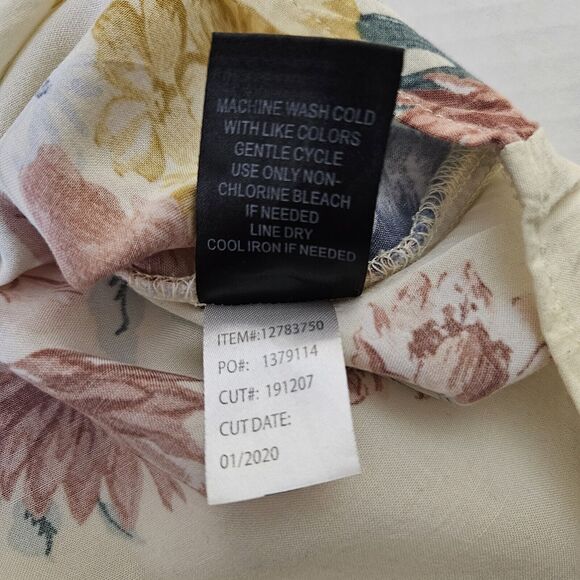 MACHINE WASH COLD
WITH LIKE COLORS
GENTLE CYCLE
USE ONLY NON-
CHLORINE BLEACH
IF NEEDED
LINE DRY
COOL IRON IF NEEDED
ITEM#:12783750
PO#: 1379114
CUT#: 191207
CUT DATE:
01/2020